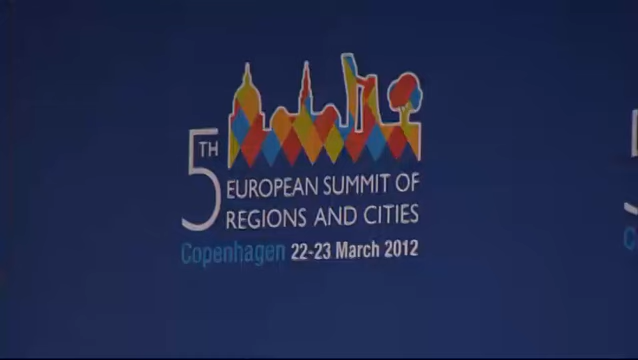 5TH
EUROPEAN SUMMIT OF
REGIONS AND CITIES
Copenhagen 22-23 March 2012